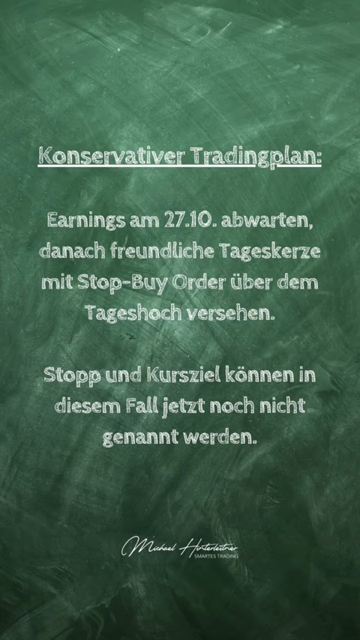 Konservativer Tradingplan:
Earnings am 27.10. abwarten,
danach freundliche Tageskerze
mit Stop-Buy Order über dem
Tageshoch versehen.
Stopp und Kursziel können in
diesem Fall jetzt noch nicht
genannt werden.
Michael Hinterleitner
SMARTES TRADING